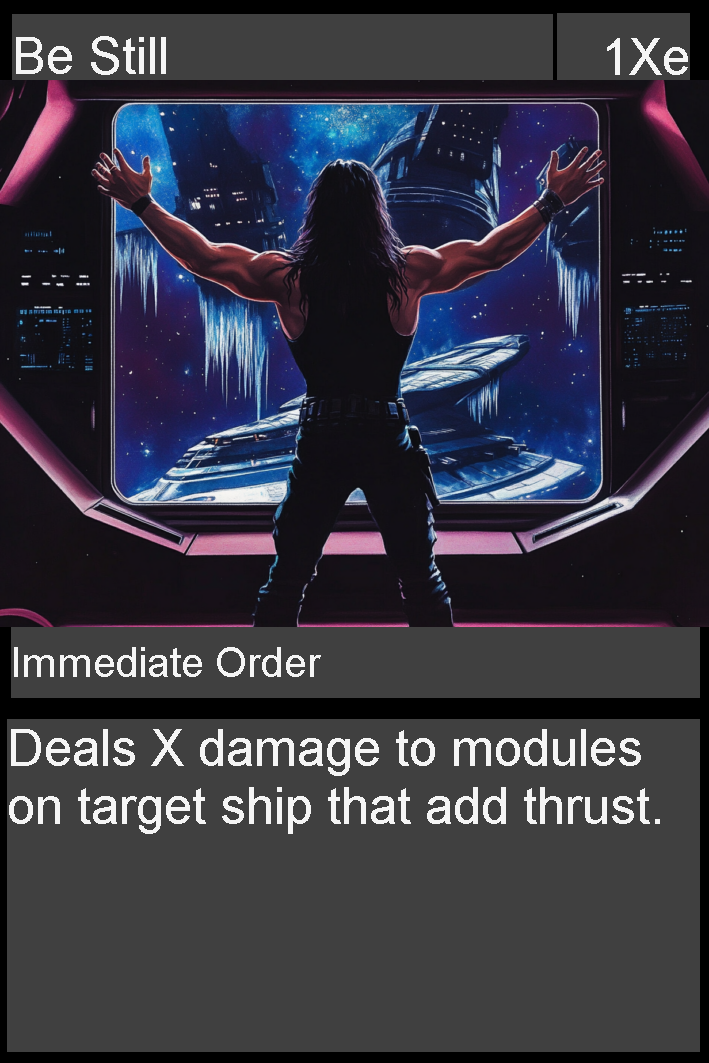 Be Still
1Xe
Immediate Order
Deals X damage to modules
on target ship that add thrust.